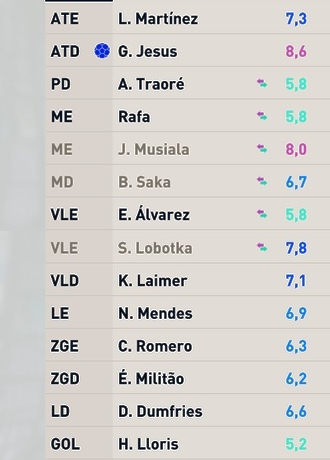 ATE L. Martínez 7,3
ATD G. Jesus 8,6
PD A. Traoré 5,8
ME Rafa 5,8
ME J. Musiala 8,0
MD B. Saka 6,7
VLE E. Álvarez 5,8
VLE S. Lobotka 7,8
VLD K. Laimer 7,1
LE N. Mendes 6,9
ZGE C. Romero 6,3
ZGD É. Militão 6,2
LD D. Dumfries 6,6
GOL H. Lloris 5,2